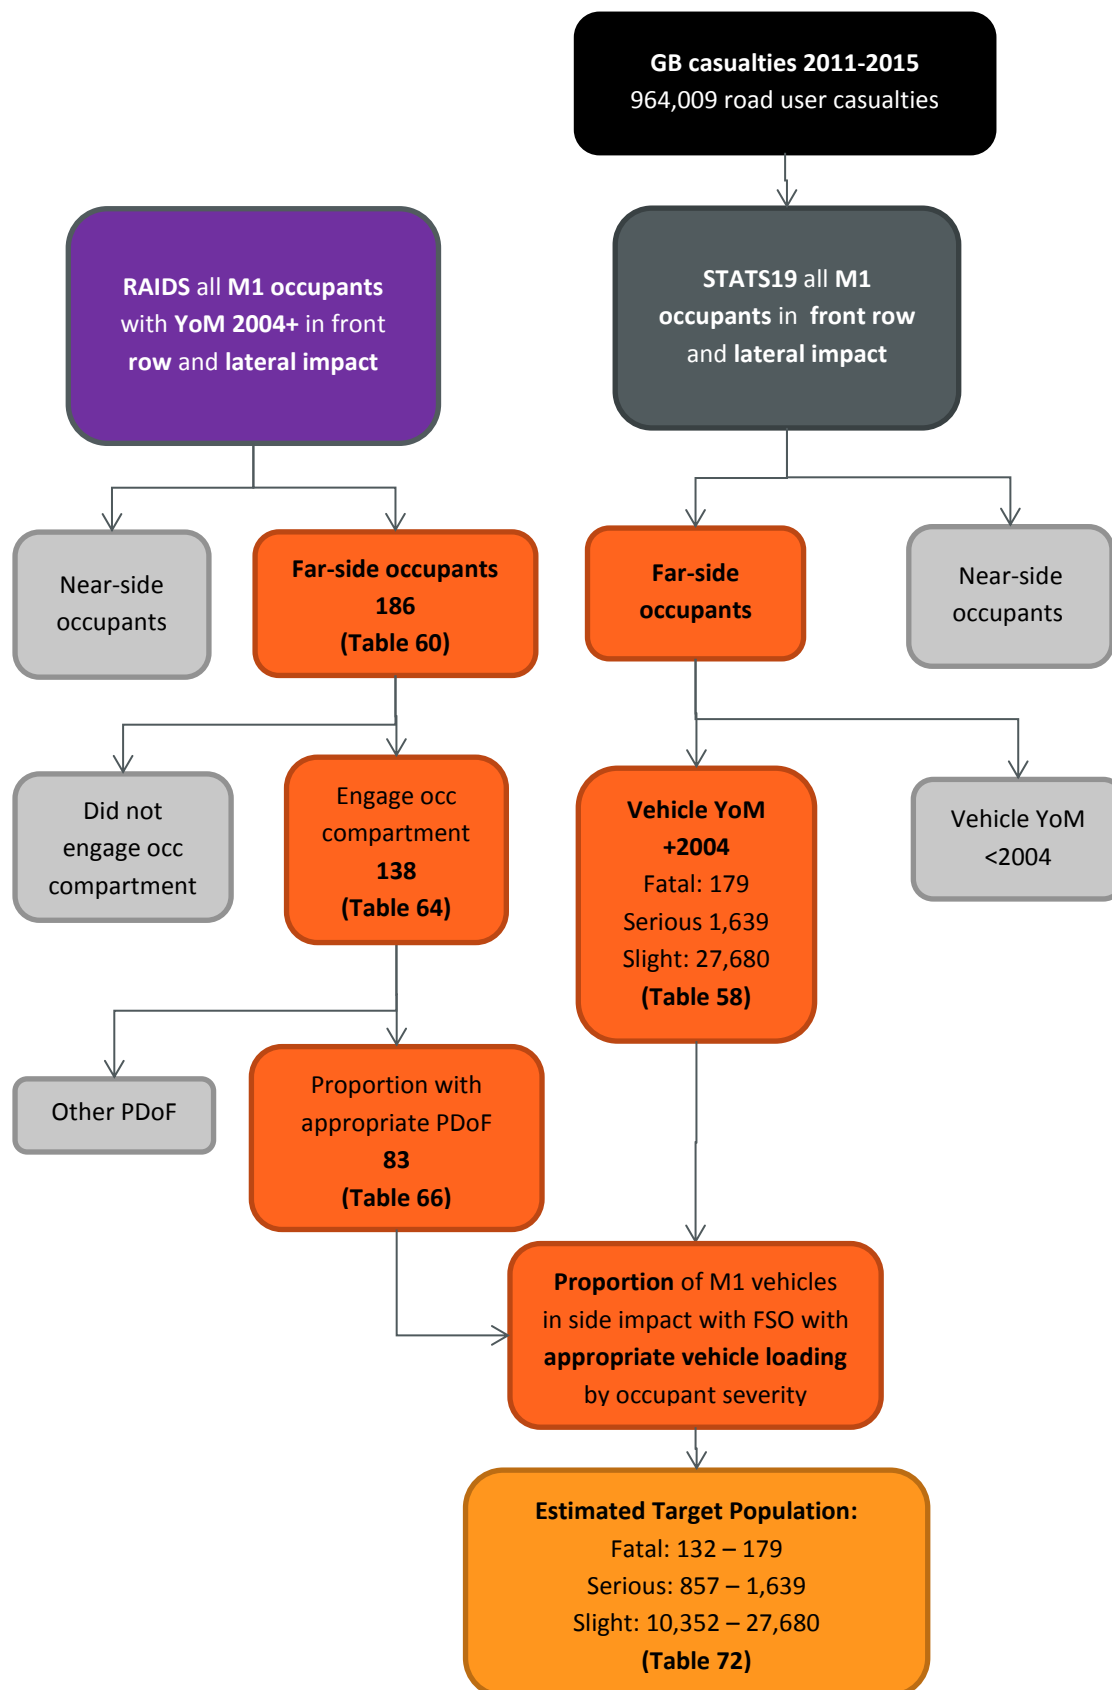 GB casualties 2011-2015
964,009 road user casualties
RAIDS all M1 occupants
with YoM 2004+ in front
row and lateral impact
STATS19 all M1
occupants in front row
and lateral impact
Near-side
occupants
Far-side occupants
186
(Table 60)
Far-side
occupants
Near-side
occupants
Did not
engage occ
compartment
Engage occ
compartment
138
(Table 64)
Vehicle YoM
+2004
Fatal: 179
Serious 1,639
Slight: 27,680
(Table 58)
Vehicle YoM
<2004
Other PDoF
Proportion with
appropriate PDoF
83
(Table 66)
Proportion of M1 vehicles
in side impact with FSO with
appropriate vehicle loading
by occupant severity
Estimated Target Population:
Fatal: 132 – 179
Serious: 857 – 1,639
Slight: 10,352 – 27,680
(Table 72)